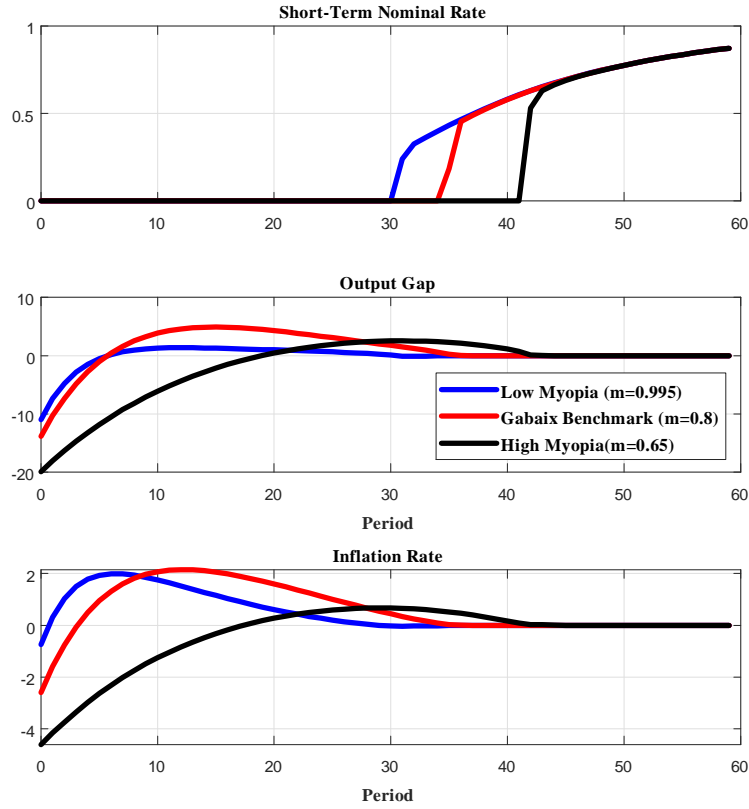 Short-Term Nominal Rate
1
0.5
0
0 10 20 30 40 50 60
Output Gap
10
0
-10
-20
Low Myopia (m=0.995)
Gabaix Benchmark (m=0.8)
High Myopia(m=0.65)
0 10 20 30 40 50 60
Period
Inflation Rate
2
0
-2
-4
0 10 20 30 40 50 60
Period